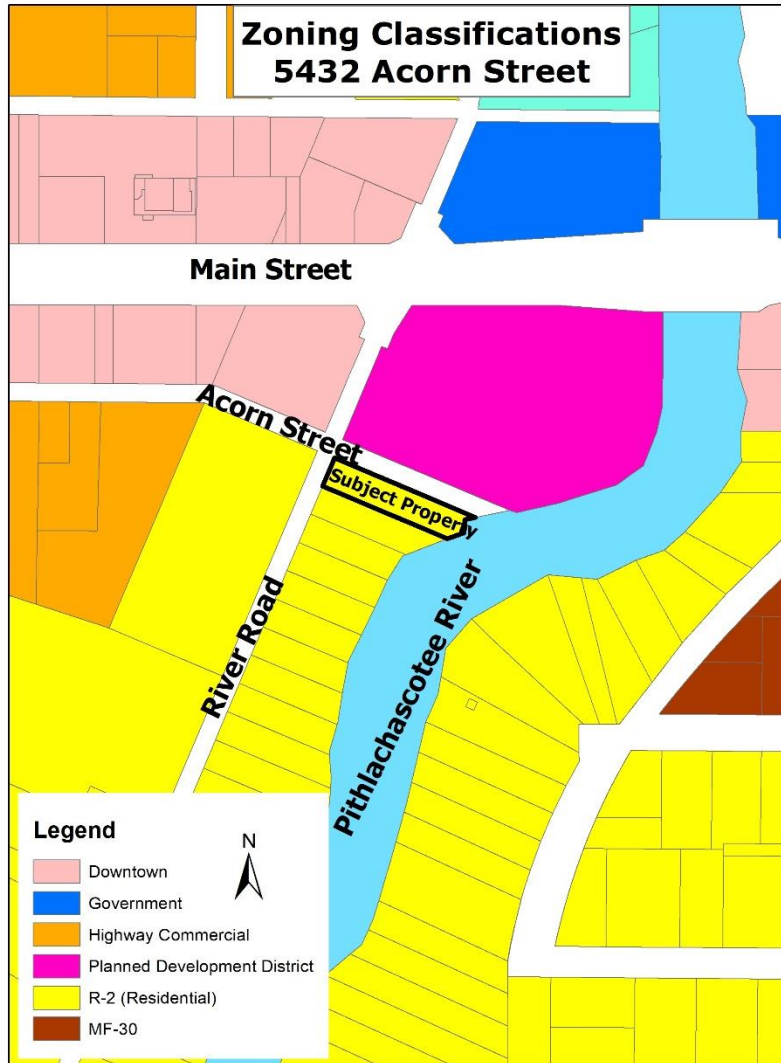 Zoning Classifications
5432 Acorn Street
Main Street
Acorn Street
Subject Property
River Road
Pithlachascotee River
Legend
N
Downtown
Government
Highway Commercial
Planned Development District
R-2 (Residential)
MF-30